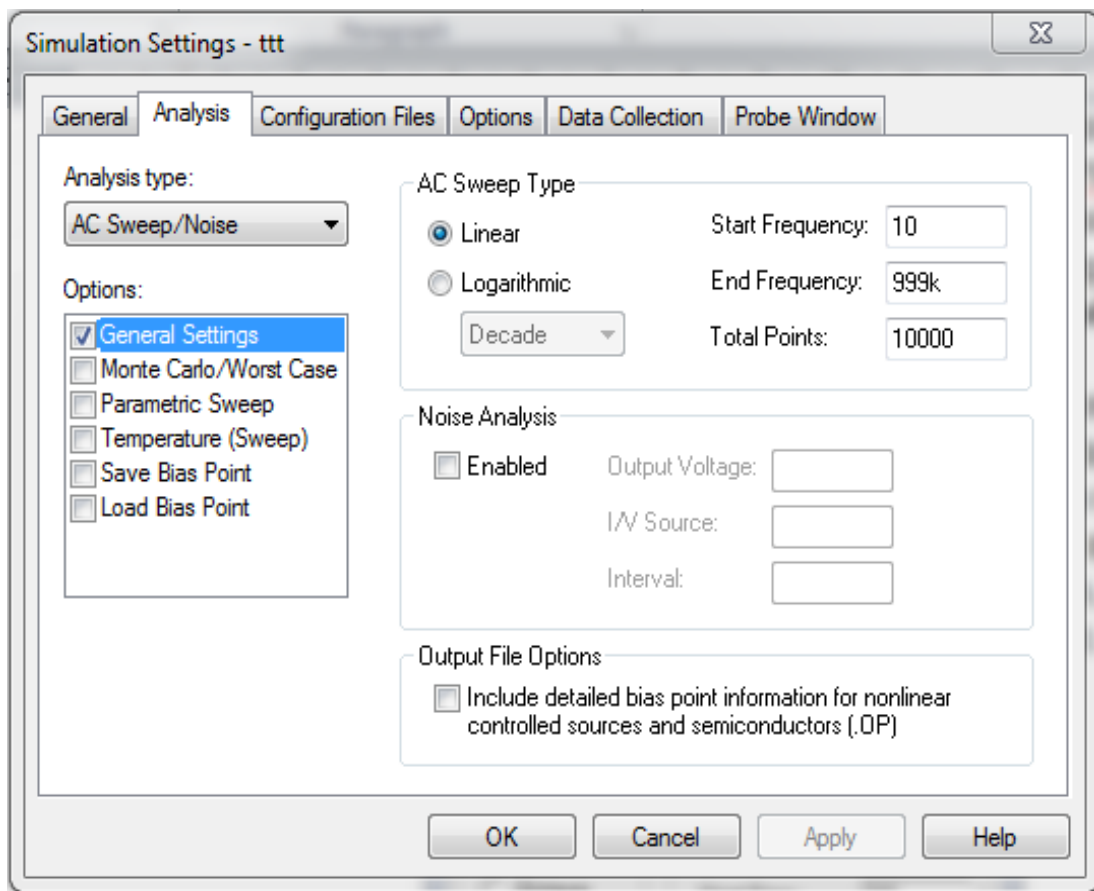 Simulation Settings - ttt
General Analysis Configuration Files Options Data Collection Probe Window
Analysis type:
AC Sweep/Noise
Options:
General Settings
Monte Carlo/Worst Case
Parametric Sweep
Temperature (Sweep)
Save Bias Point
Load Bias Point
AC Sweep Type
Linear
Logarithmic
Decade
Start Frequency: 10
End Frequency: 999k
Total Points: 10000
Noise Analysis
Enabled
Output Voltage:
I/V Source:
Interval:
Output File Options
Include detailed bias point information for nonlinear
controlled sources and semiconductors (.OP)
OK Cancel Apply Help